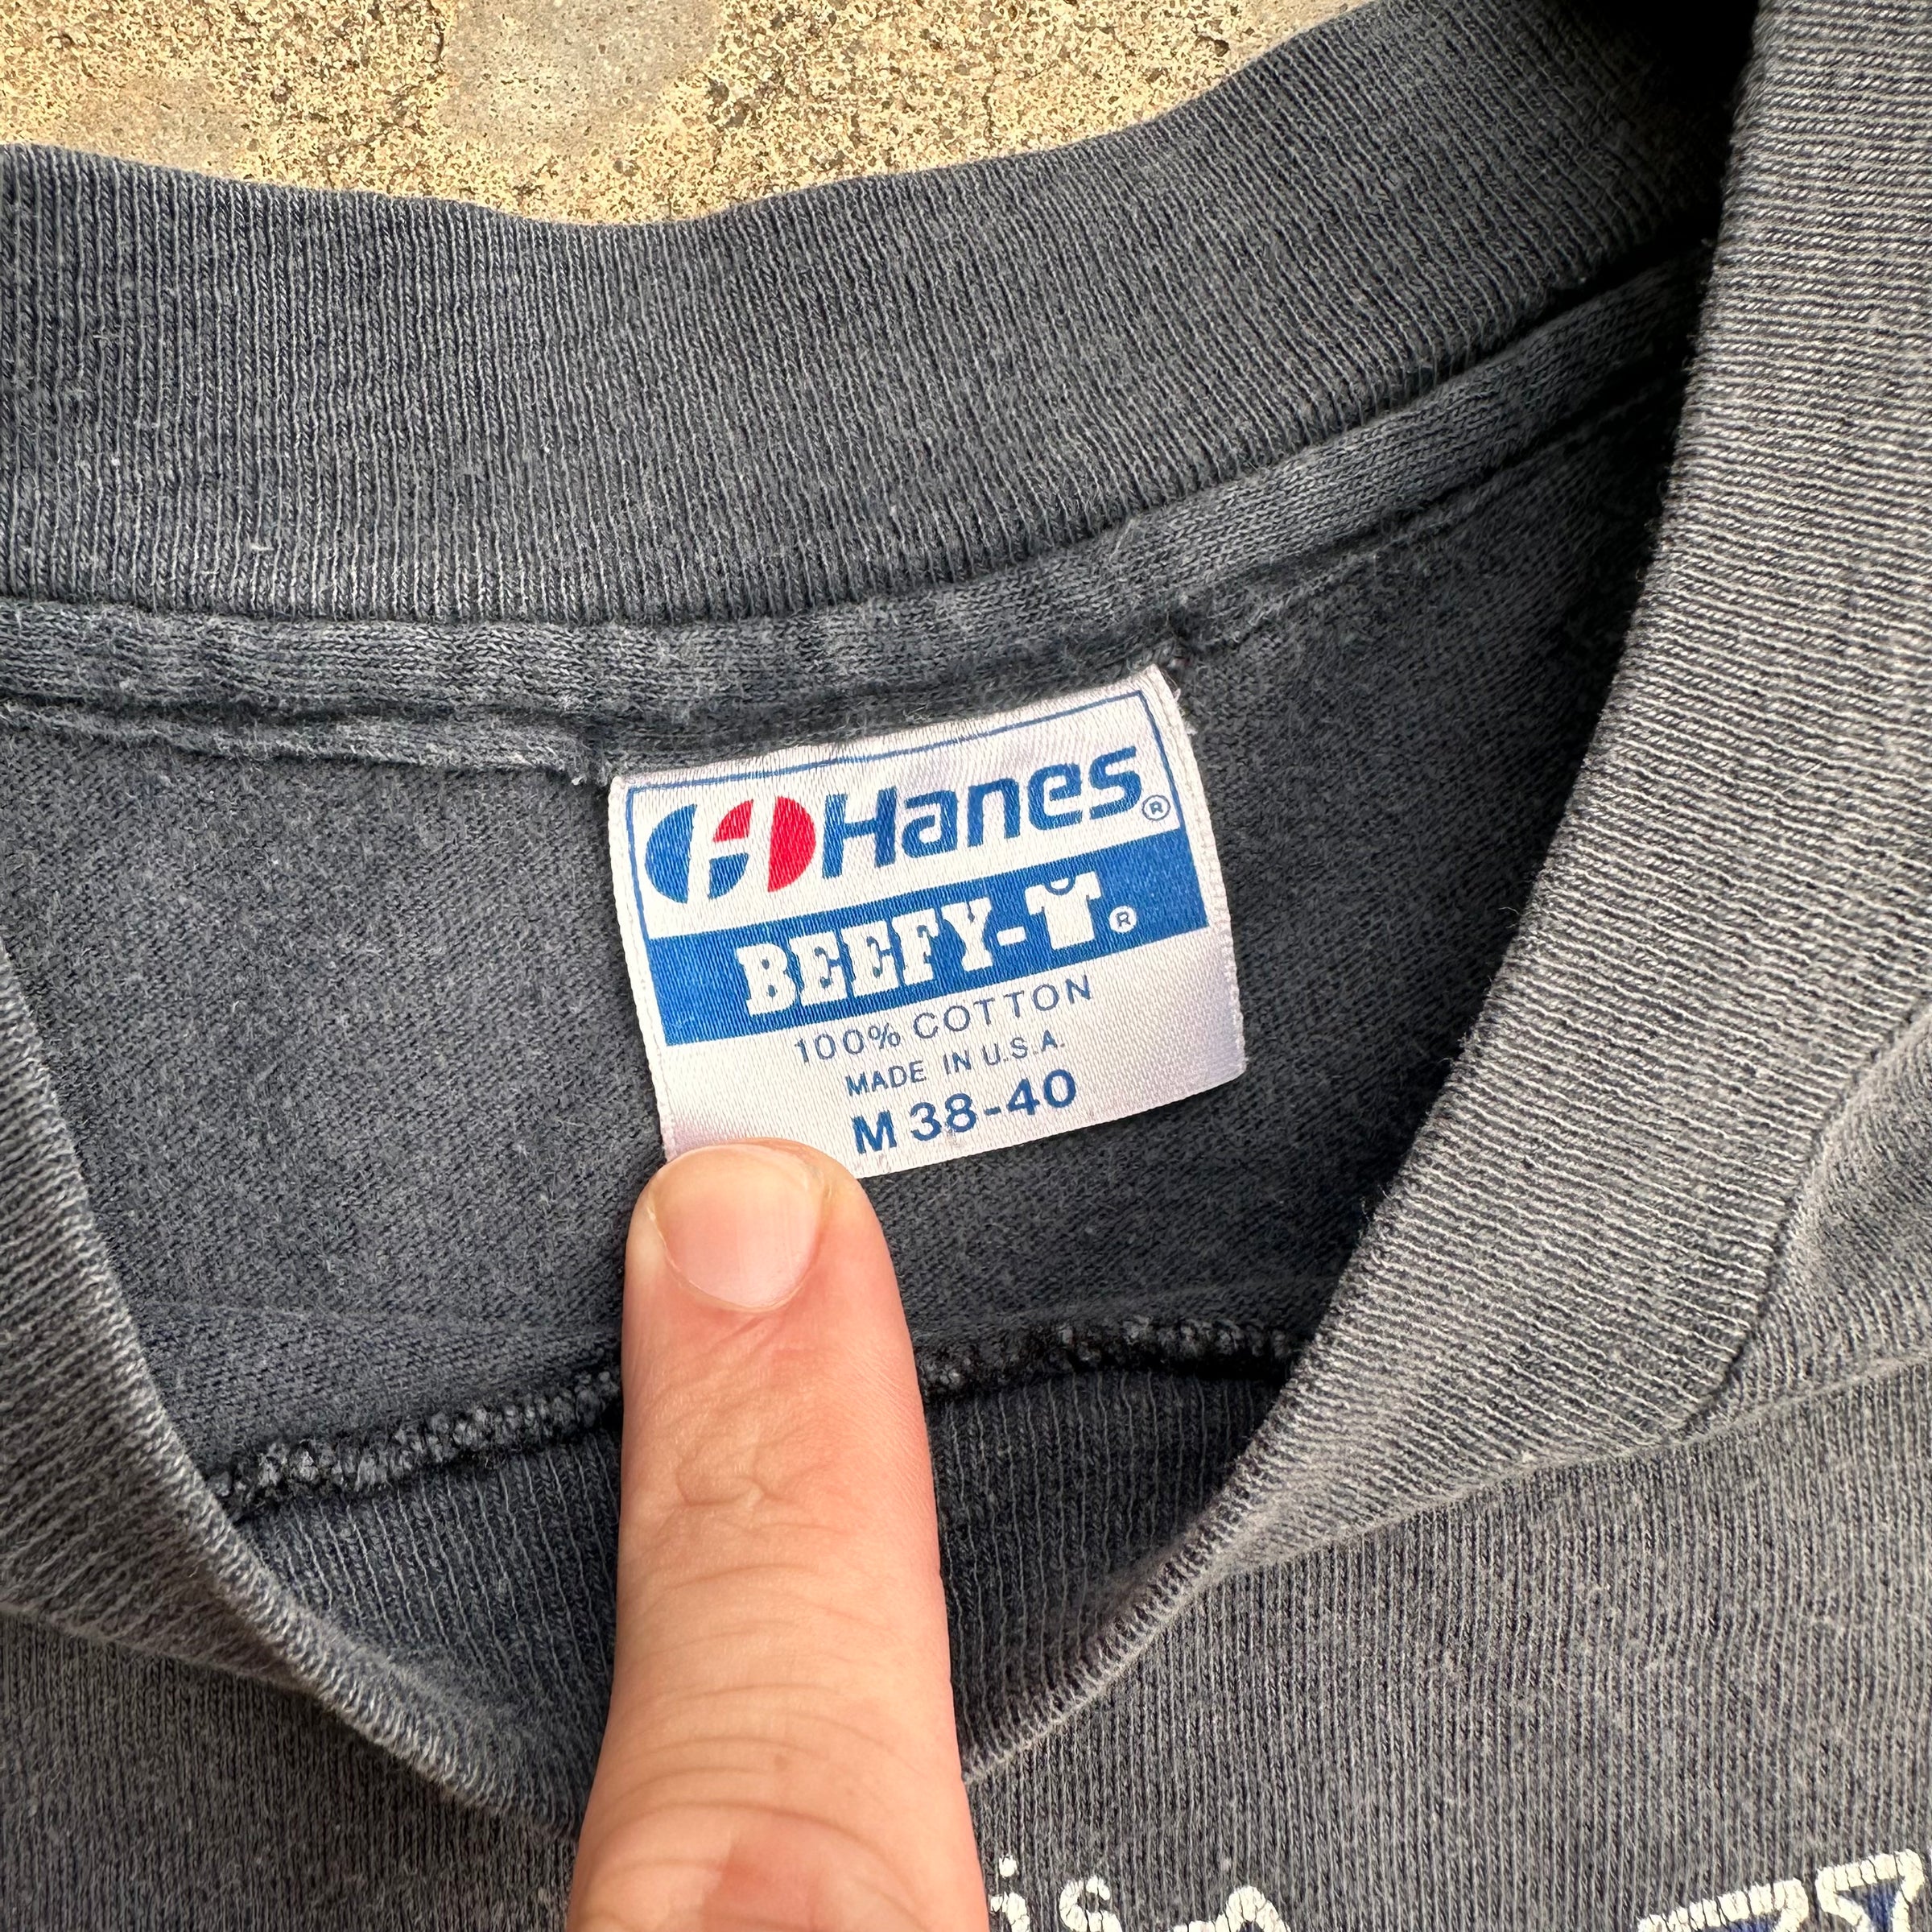 Hanes®
BEEFY-T®
100% COTTON
MADE IN U.S.A.
M 38-40